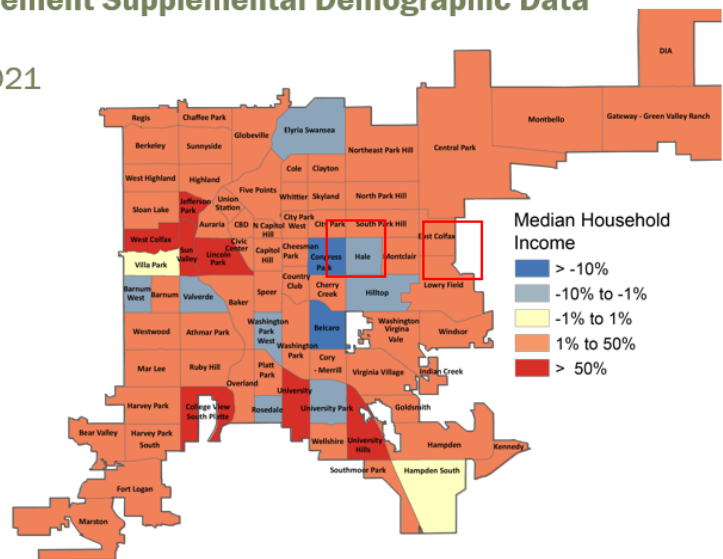 ement Supplemental Demographic Data
021
DIA
Regis
Chaffee Park
Globeville
Elyria Swansea
Montbello
Gateway - Green Valley Ranch
Berkeley
Sunnyside
Northeast Park Hill
Central Park
Cole
Clayton
West Highland
Highland
Five Points
Whittier
Skyland
North Park Hill
Sloan Lake
Jefferson
Park
Union
Station
Auraria
CBD
N Capitol
Hill
City Park
West
City Park
South Park Hill
East Colfax
West Colfax
Sun
Valley
Lincoln
Park
Civic
Center
Capitol
Hill
Cheesman
Park
Congress
Park
Hale
Montclair
Villa Park
Country
Club
Cherry
Creek
Lowry Field
Barnum
West
Barnum
Valverde
Baker
Speer
Hilltop
Westwood
Athmar Park
Washington
Park
West
Washington
Park
Belcaro
Washington
Virgina
Vale
Windsor
Mar Lee
Ruby Hill
Overland
Platt
Park
Cory
- Merrill
Virginia Village
Indian Creek
Harvey Park
College View
South Platte
Rosedale
University
University Park
Goldsmith
Bear Valley
Harvey Park
South
Wellshire
University
Hills
Hampden
Kennedy
Southmoor Park
Hampden South
Fort Logan
Marston
Median Household
Income
> -10%
-10% to -1%
-1% to 1%
1% to 50%
> 50%